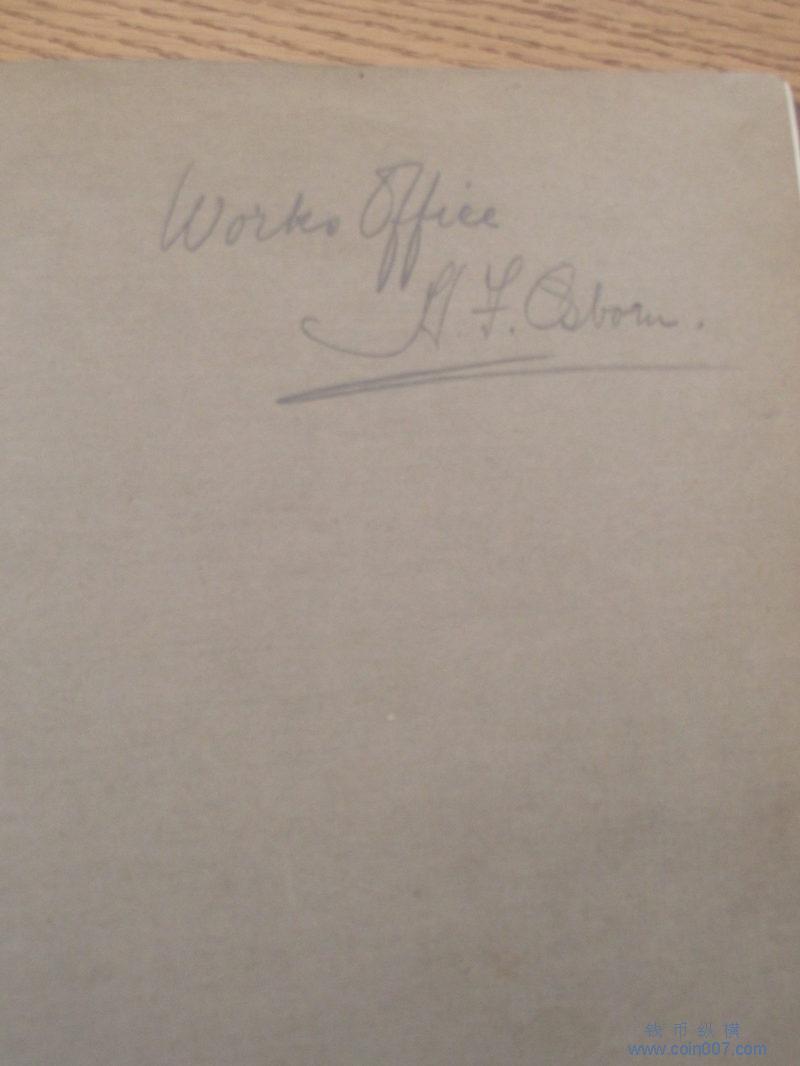 Works Office
F. Osborn.
钱币纵横
www.coin007.com